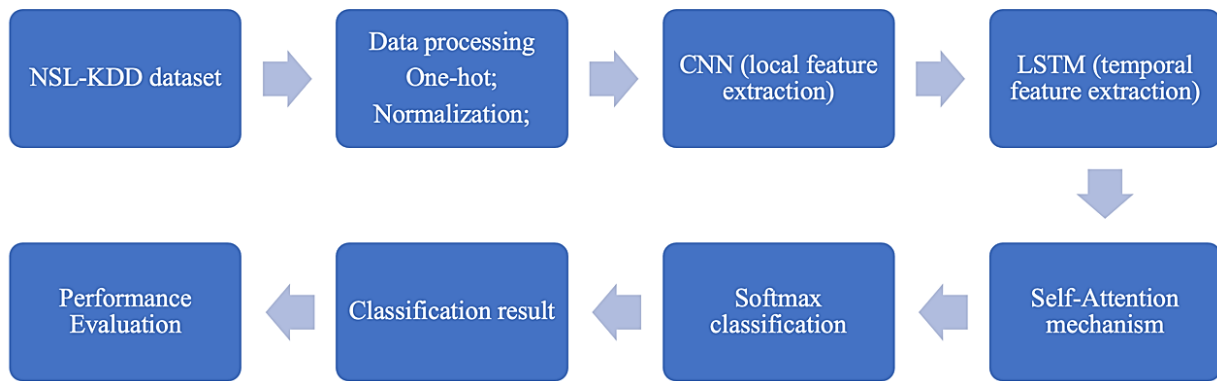 NSL-KDD dataset
Data processing
One-hot;
Normalization;
CNN (local feature
extraction)
LSTM (temporal
feature extraction)
Self-Attention
mechanism
Softmax
classification
Classification result
Performance
Evaluation